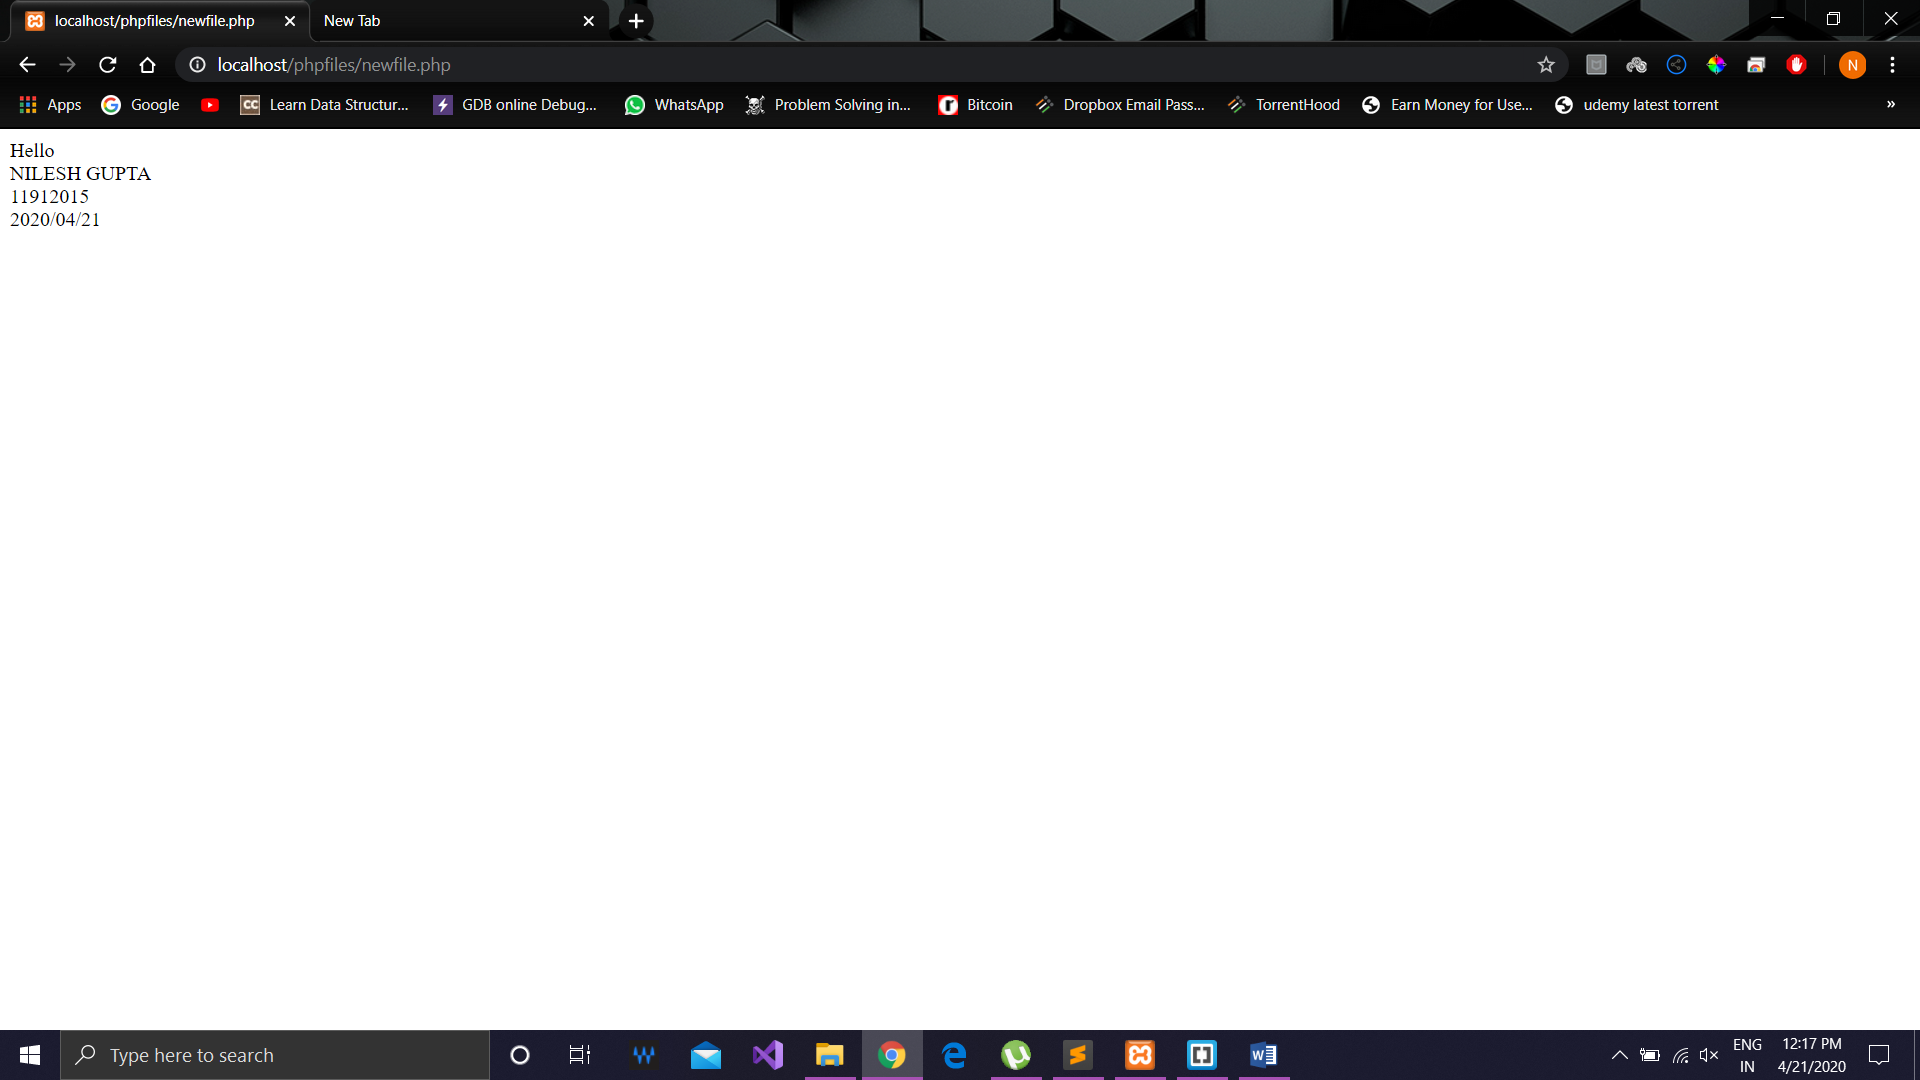 localhost/phpfiles/newfile.php
New Tab
localhost/phpfiles/newfile.php
N
Apps
Google
CC Learn Data Structur...
GDB online Debug...
WhatsApp
Problem Solving in...
Bitcoin
Dropbox Email Pass...
TorrentHood
Earn Money for Use...
udemy latest torrent
»
Hello
NILESH GUPTA
11912015
2020/04/21
Type here to search
ENG
IN
12:17 PM
4/21/2020